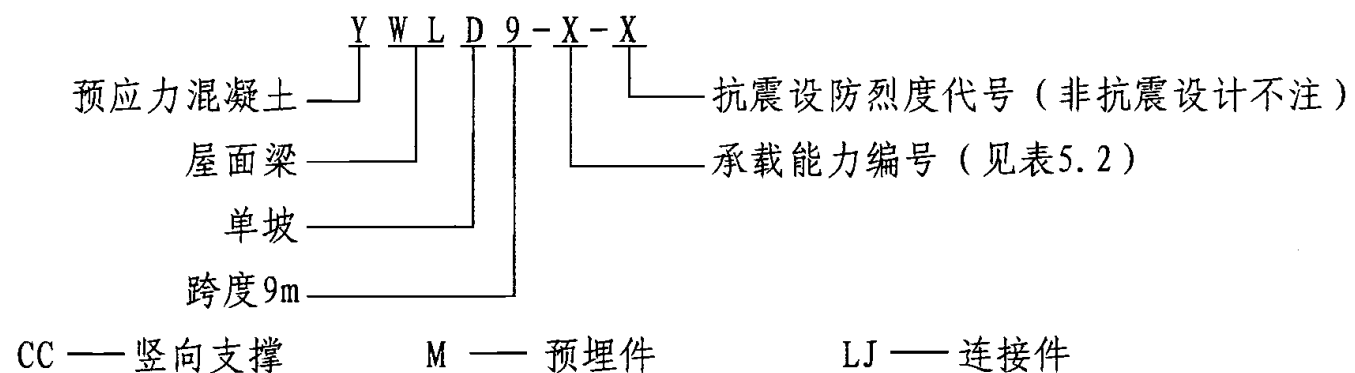 YWLD9-X-X
预应力混凝土 抗震设防烈度代号（非抗震设计不注）
屋面梁 承载能力编号（见表5.2）
单坡
跨度9m
CC — 竖向支撑 M — 预埋件 LJ — 连接件